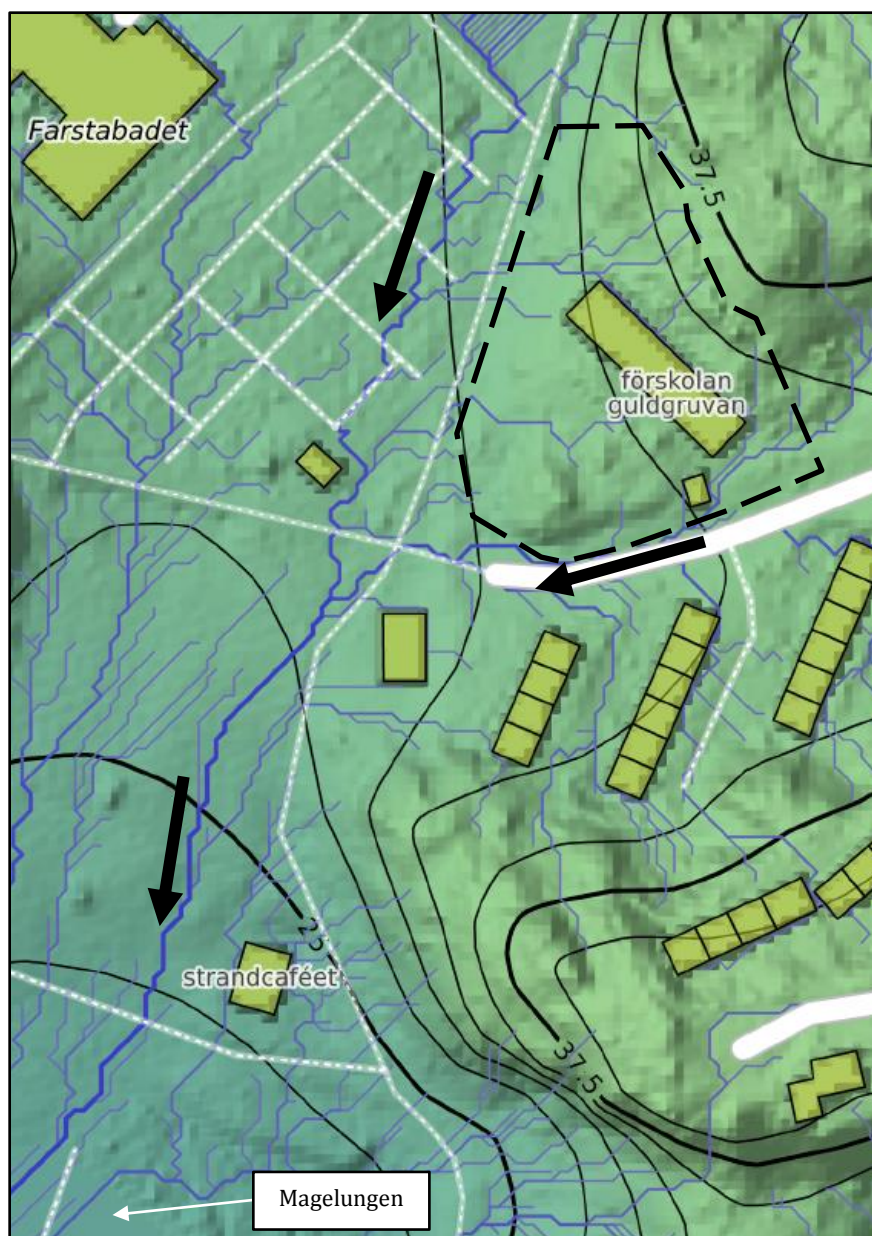 Farstabadet
37.5
förskolan
guldgruvan
25
strandcaféet
37.5
Magelungen